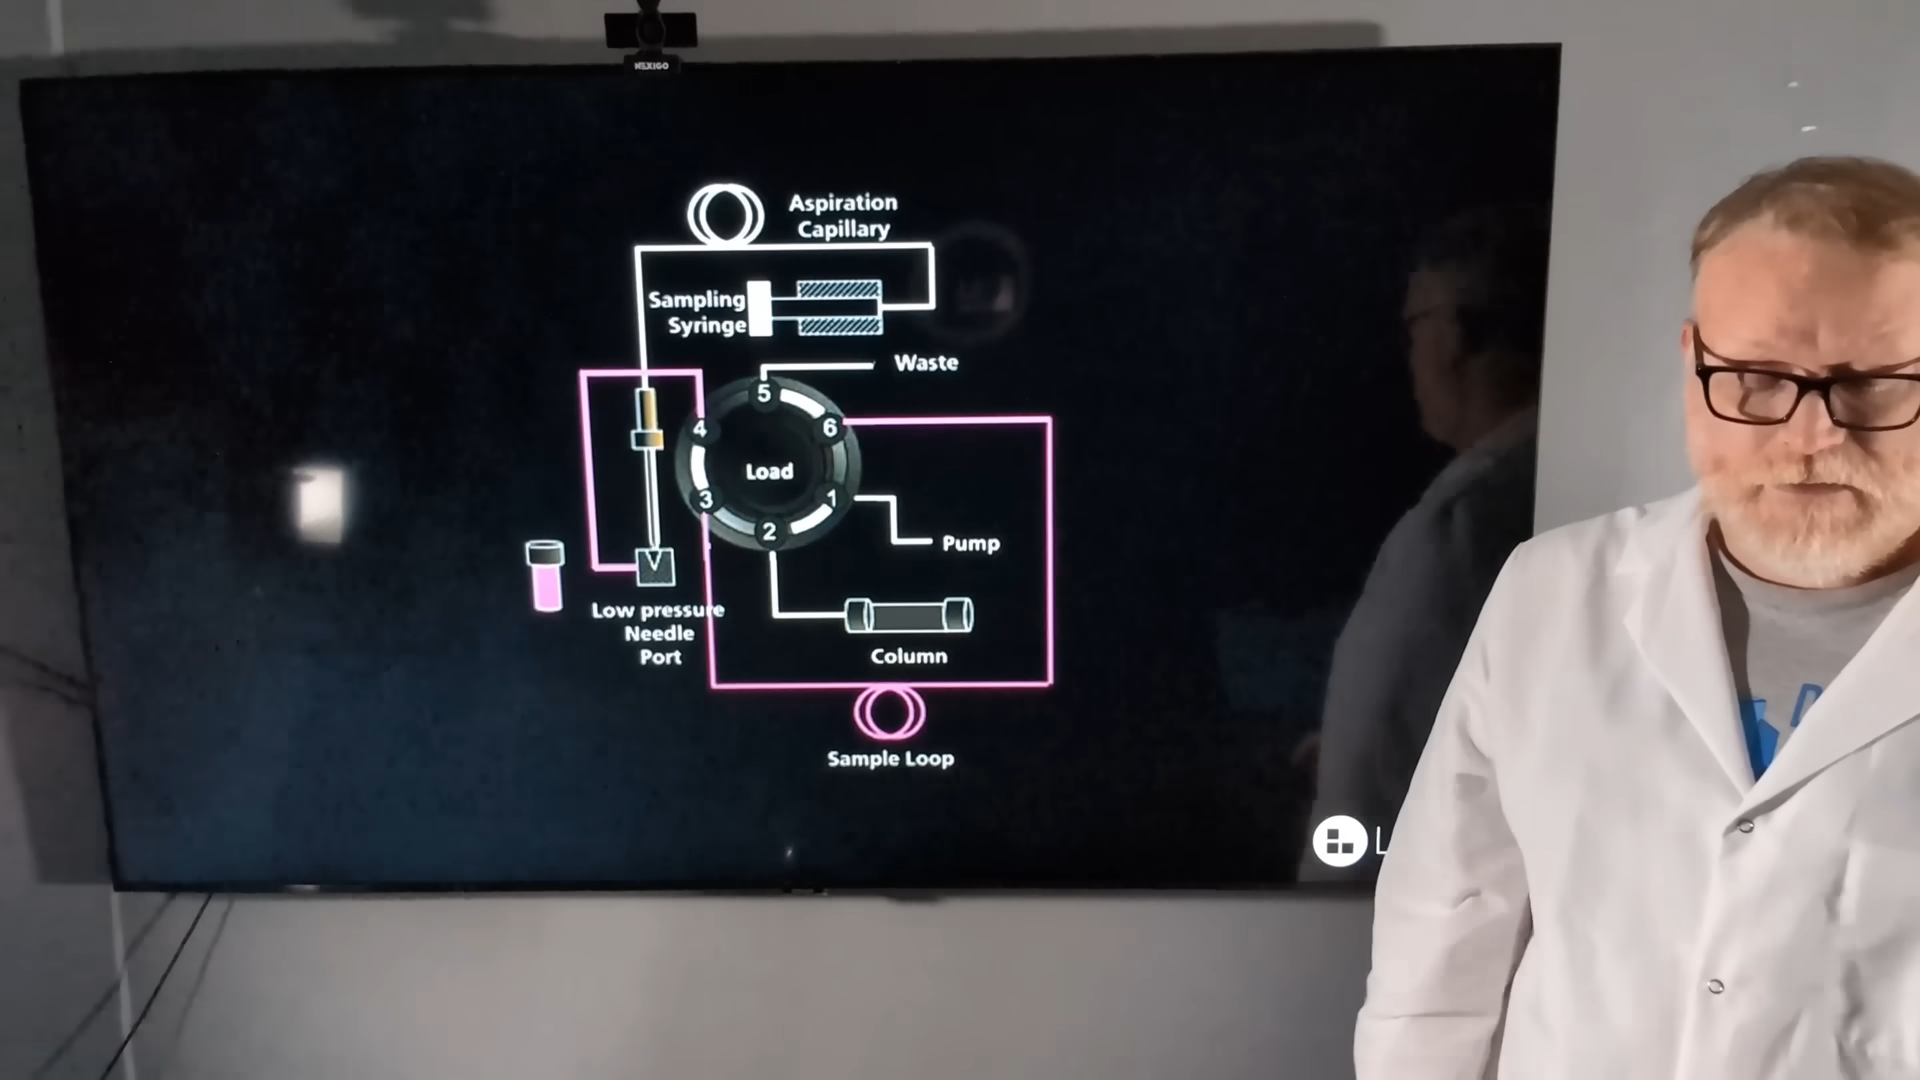 NEXIGO
Aspiration
Capillary
Sampling
Syringe
Waste
5
4
6
Load
3
1
2
Pump
Low pressure
Needle
Port
Column
Sample Loop
L